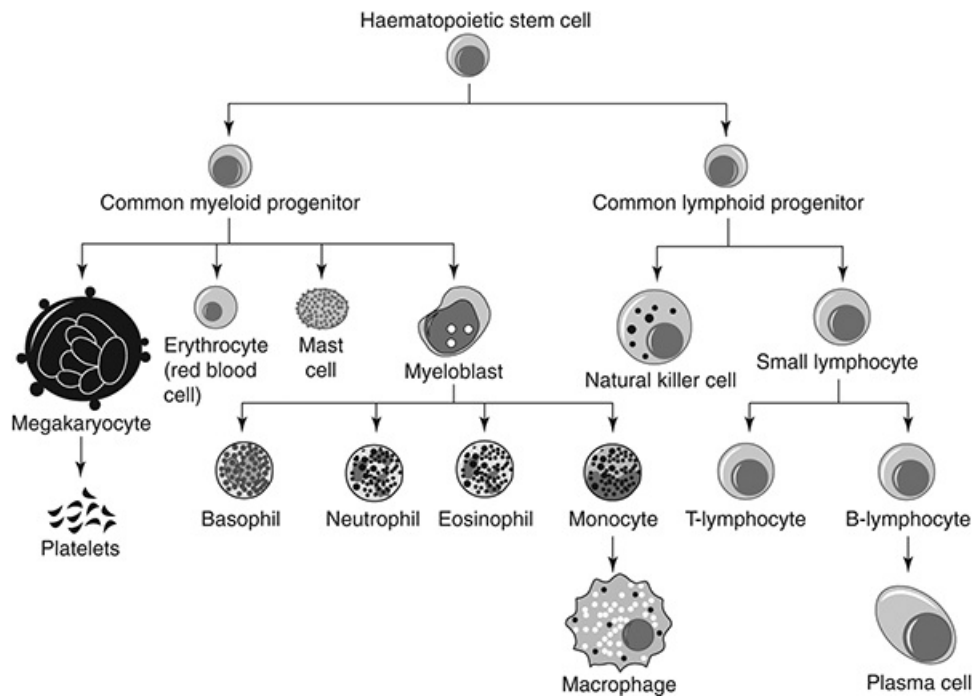 Haematopoietic stem cell
Common myeloid progenitor
Common lymphoid progenitor
Erythrocyte
(red blood
cell)
Mast
cell
Myeloblast
Natural killer cell
Small lymphocyte
Megakaryocyte
Basophil
Neutrophil
Eosinophil
Monocyte
T-lymphocyte
B-lymphocyte
Platelets
Macrophage
Plasma cell